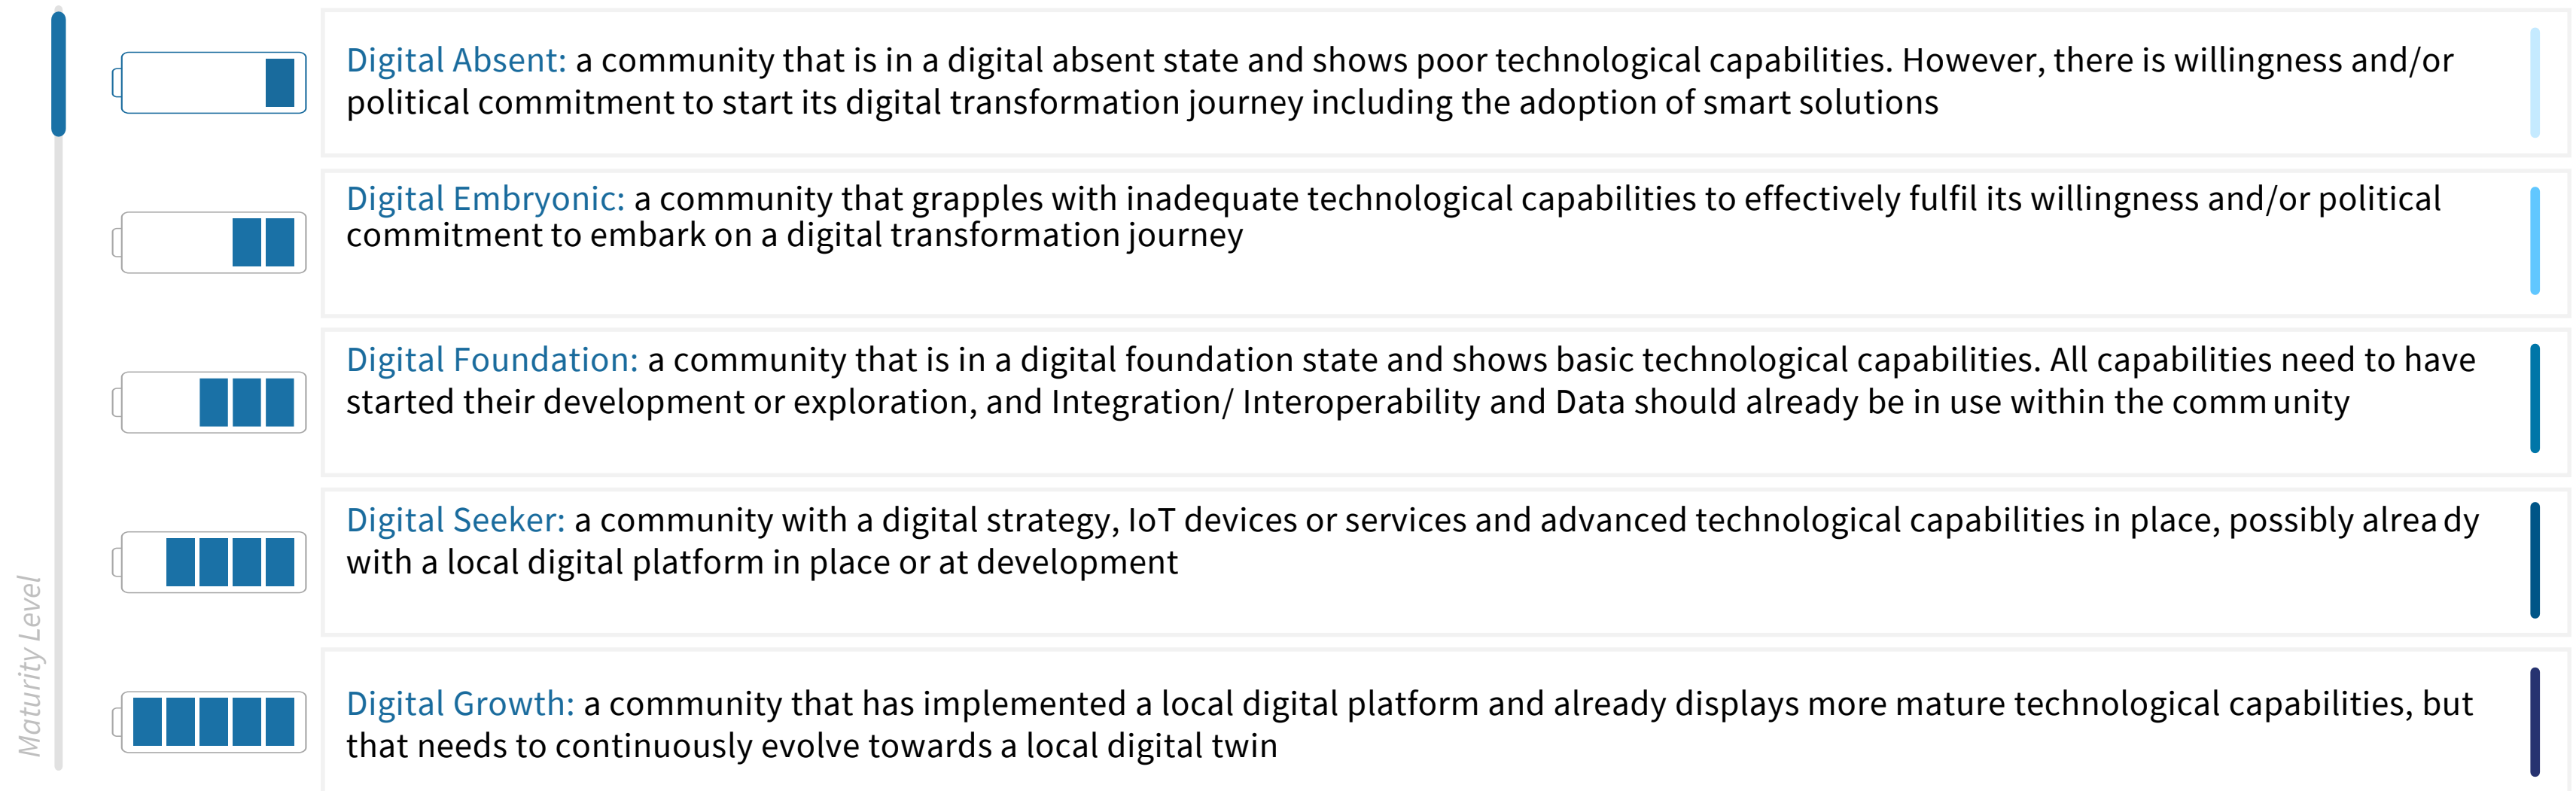 Digital Absent: a community that is in a digital absent state and shows poor technological capabilities. However, there is willingness and/or
political commitment to start its digital transformation journey including the adoption of smart solutions
Digital Embryonic: a community that grapples with inadequate technological capabilities to effectively fulfil its willingness and/or political
commitment to embark on a digital transformation journey
Digital Foundation: a community that is in a digital foundation state and shows basic technological capabilities. All capabilities need to have
started their development or exploration, and Integration/ Interoperability and Data should already be in use within the community
Digital Seeker: a community with a digital strategy, IoT devices or services and advanced technological capabilities in place, possibly already
with a local digital platform in place or at development
Digital Growth: a community that has implemented a local digital platform and already displays more mature technological capabilities, but
that needs to continuously evolve towards a local digital twin
Maturity Level